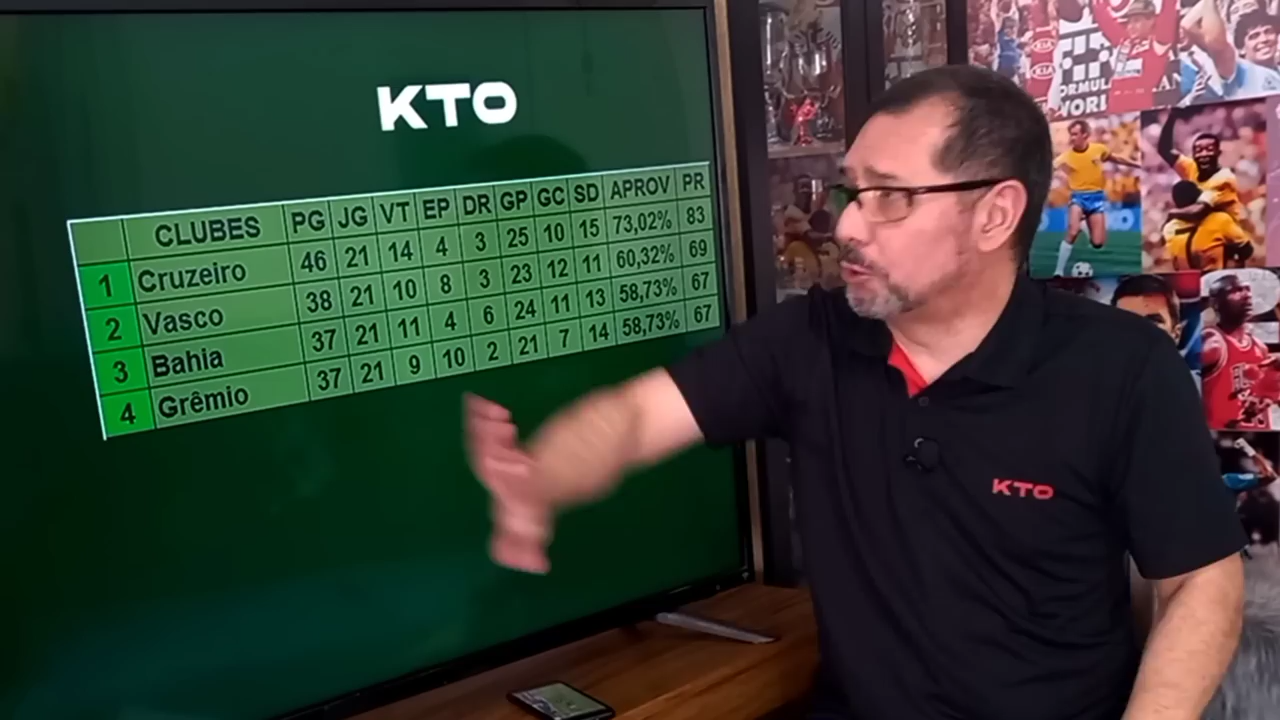 KTO
CLUBES PG JG VT EP DR GP GC SD APROV PR
1 Cruzeiro 46 21 14 4 3 25 10 15 73,02% 83
2 Vasco 38 21 10 8 3 23 12 11 60,32% 69
3 Bahia 37 21 11 4 6 24 11 13 58,73% 67
4 Grêmio 37 21 9 10 2 21 7 14 58,73% 67
KTO
KIA
KIA
WORL